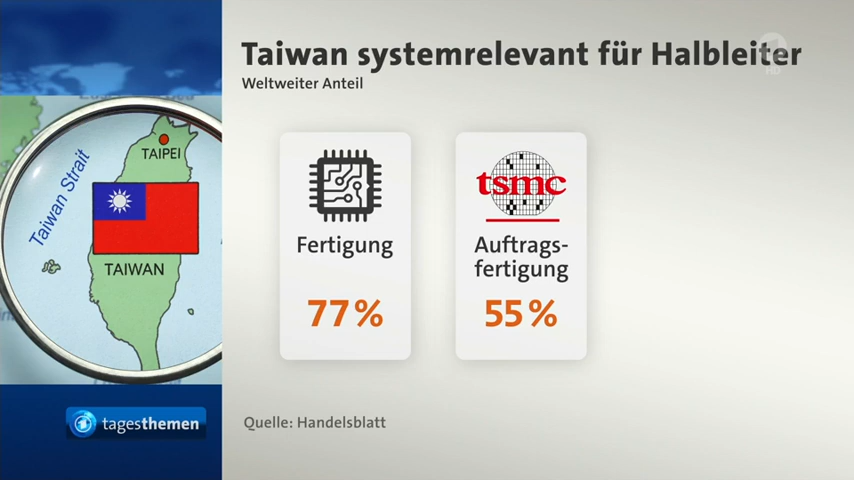 Taiwan systemrelevant für Halbleiter
Weltweiter Anteil
Taiwan Strait
TAIPEI
TAIWAN
tsmc
Fertigung
Auftrags-
fertigung
77%
55%
tagesthemen
Quelle: Handelsblatt